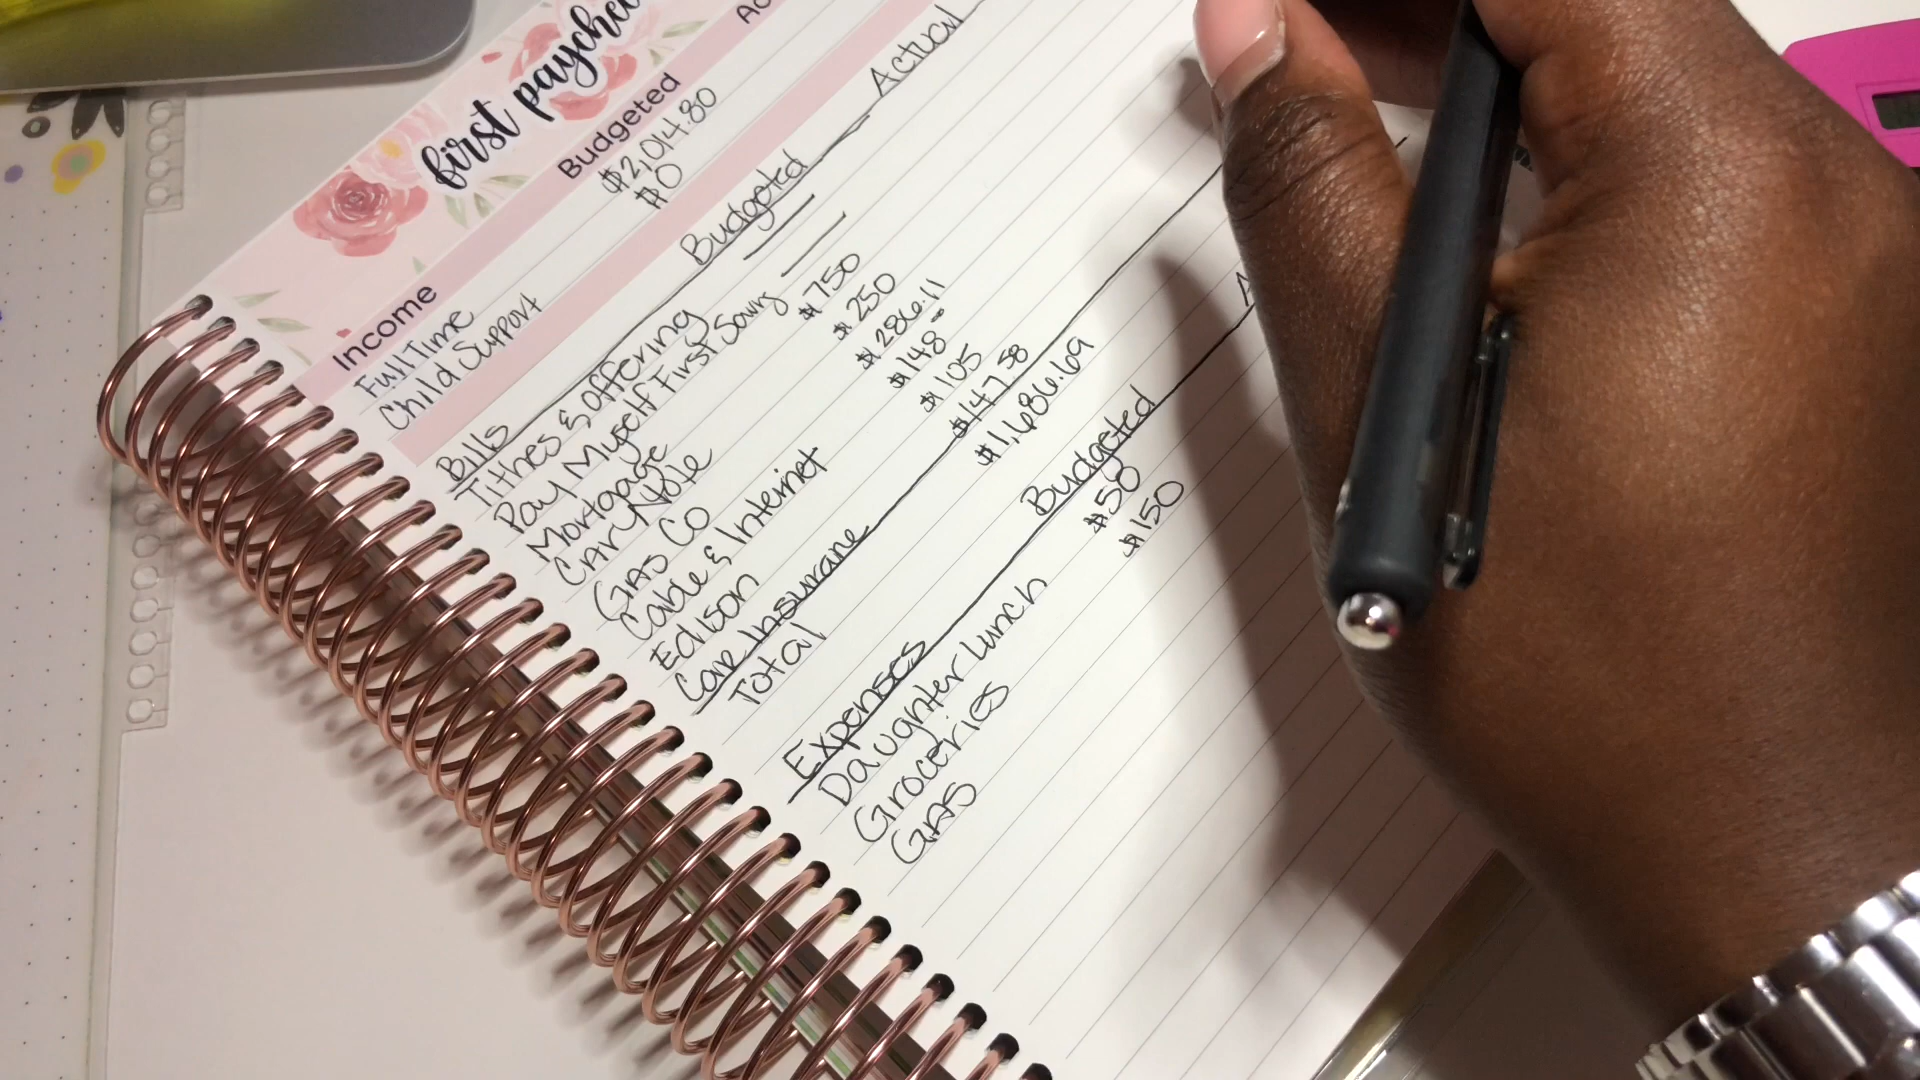 first
Income Budgeted
Full Time $2,014.80
Child Support $0
Bills Budgeted Actual
Tithes & offering —
Pay Myself First Saving —
Mortgage $750
Car Note $250
Gas Co $286.11
Cable & Internet $148
Edison $105
Car Insurane $147.58
Total $1,686.69
Expenses Budgeted
Daughter lunch $50
Groceries $150
Gas